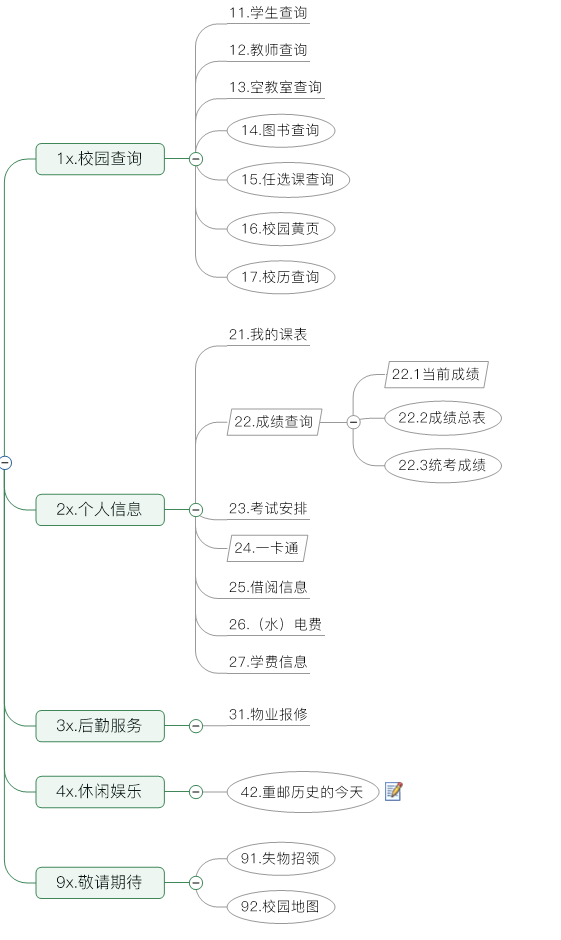 1x.校园查询
11.学生查询
12.教师查询
13.空教室查询
14.图书查询
15.任选课查询
16.校园黄页
17.校历查询
2x.个人信息
21.我的课表
22.成绩查询
22.1当前成绩
22.2成绩总表
22.3统考成绩
23.考试安排
24.一卡通
25.借阅信息
26.（水）电费
27.学费信息
3x.后勤服务
31.物业报修
4x.休闲娱乐
42.重邮历史的今天
9x.敬请期待
91.失物招领
92.校园地图